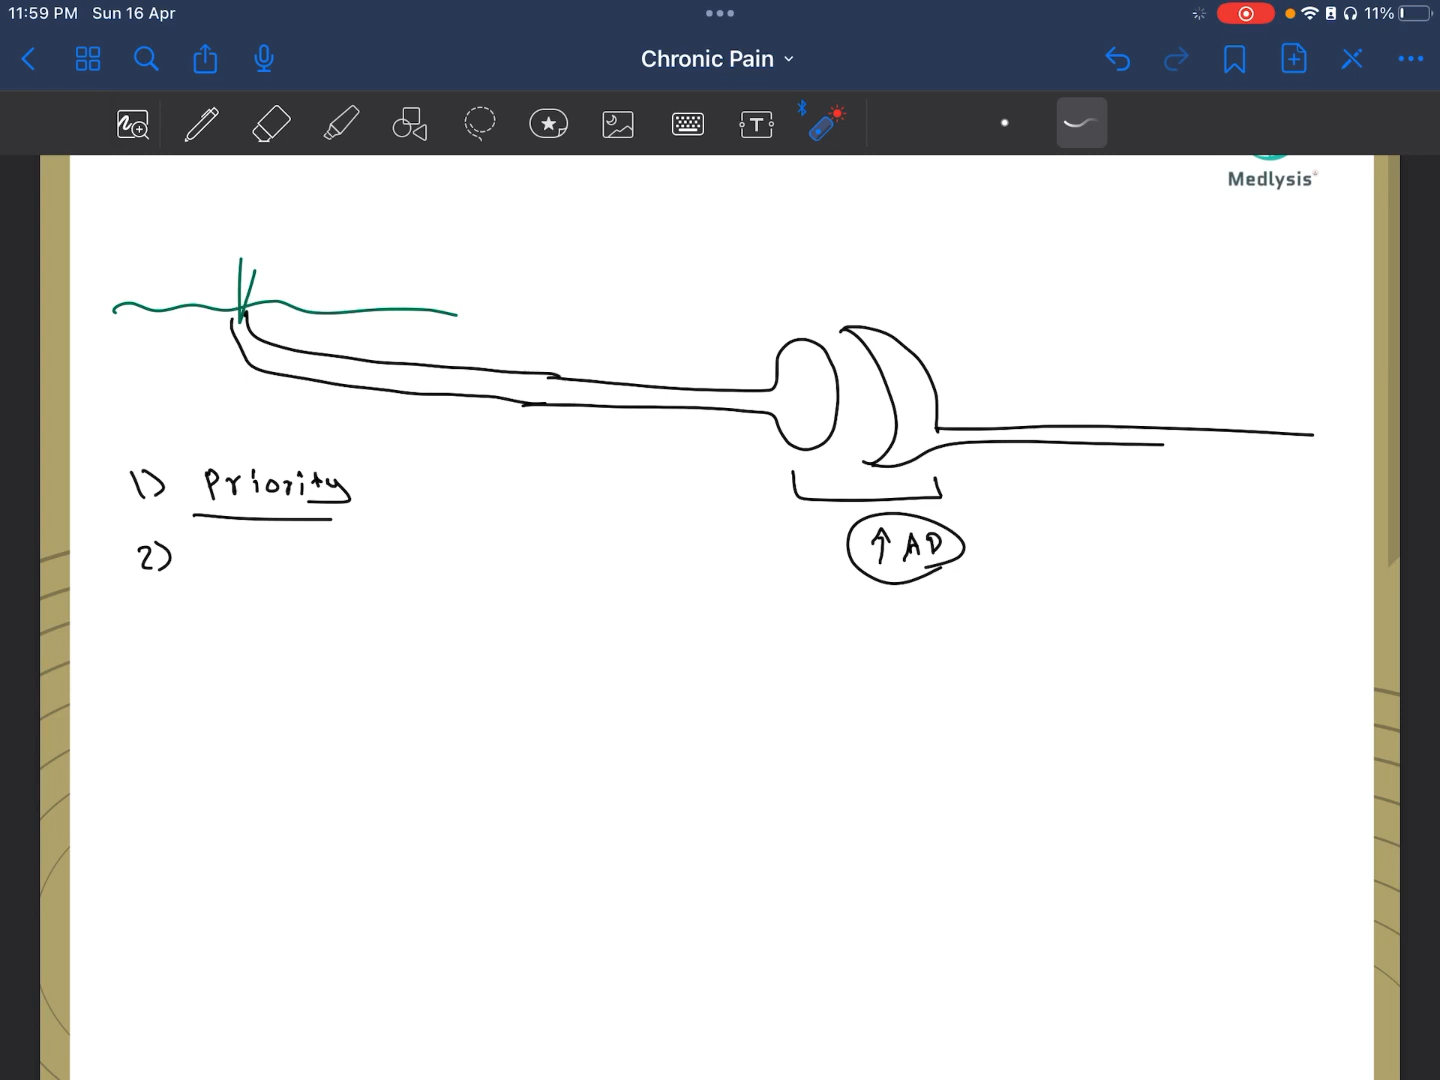 11:59 PM Sun 16 Apr
11%
Chronic Pain
T
Medlysis
1) Priority
2)
↑ AD